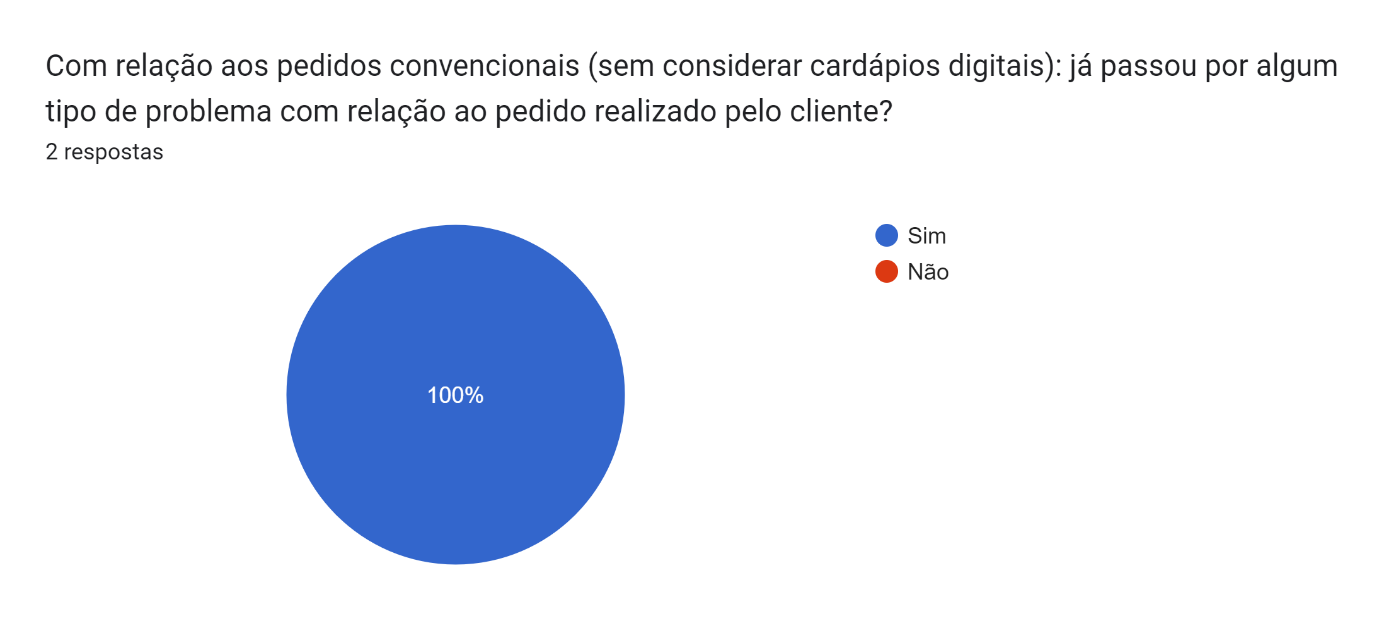 Com relação aos pedidos convencionais (sem considerar cardápios digitais): já passou por algum
tipo de problema com relação ao pedido realizado pelo cliente?
2 respostas
Sim
Não
100%